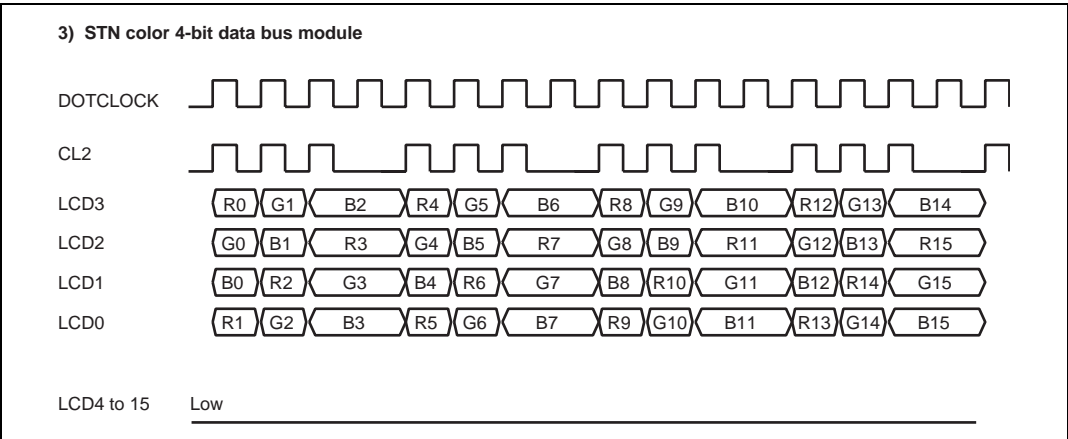 3) STN color 4-bit data bus module
DOTCLOCK
CL2
LCD3 R0 G1 B2 R4 G5 B6 R8 G9 B10 R12 G13 B14
LCD2 G0 B1 R3 G4 B5 R7 G8 B9 R11 G12 B13 R15
LCD1 B0 R2 G3 B4 R6 G7 B8 R10 G11 B12 R14 G15
LCD0 R1 G2 B3 R5 G6 B7 R9 G10 B11 R13 G14 B15
LCD4 to 15 Low